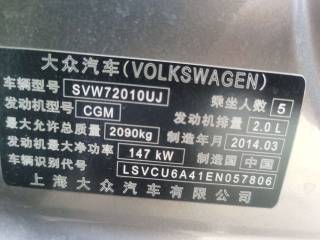 大众汽车(VOLKSWAGEN)
车辆型号 SVW72010UJ 乘坐人数 5
发动机型号 CGM 发动机排量 2.0 L
最大允许总质量 2090kg 制造年月 2014.03
发动机最大净功率 147 kW 制造国 中国
车辆识别代号 LSVCU6A41EN057806
上海大众汽车有限公司